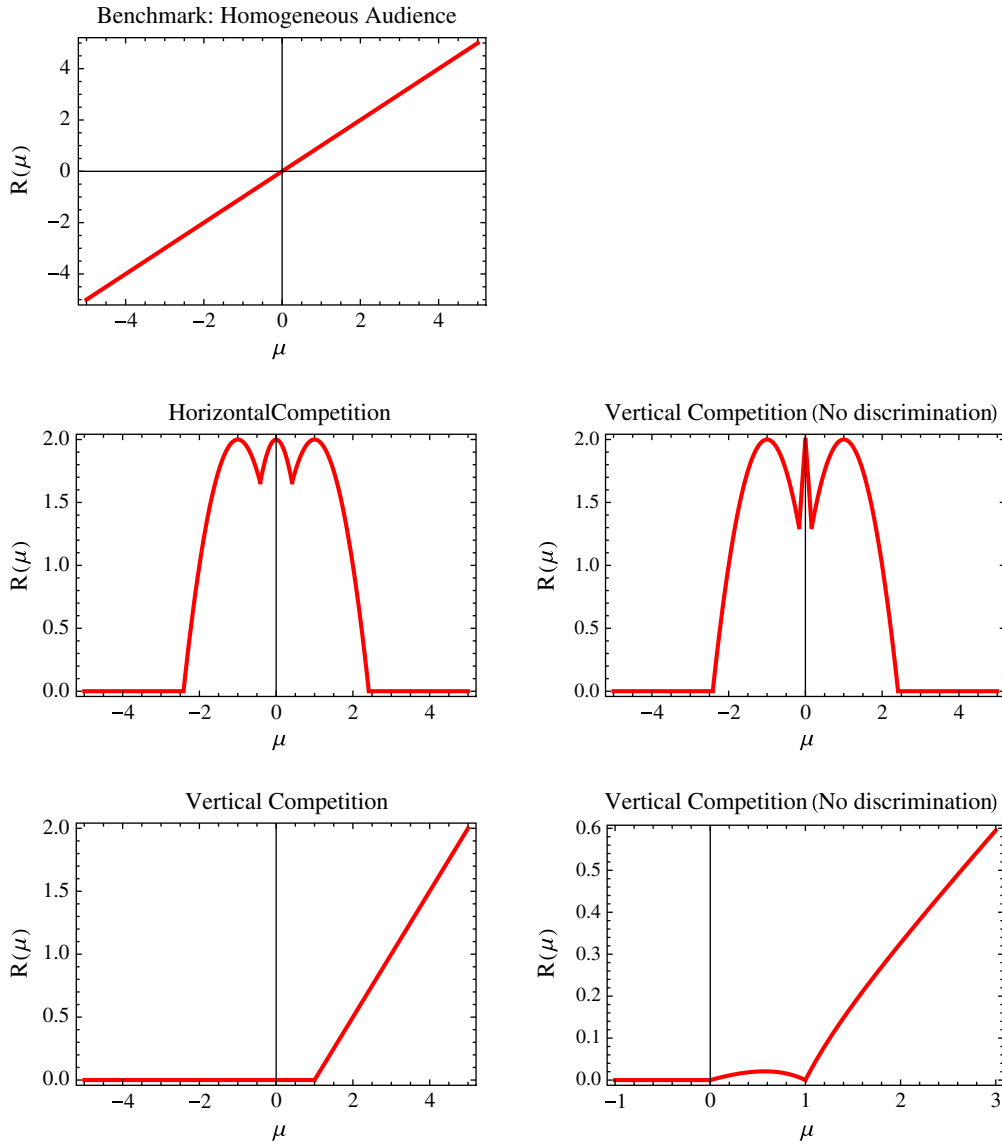 Benchmark: Homogeneous Audience
4
2
0
−2
−4
R(μ)
−4 −2 0 2 4
μ
HorizontalCompetition
2.0
1.5
1.0
0.5
0.0
R(μ)
−4 −2 0 2 4
μ
Vertical Competition (No discrimination)
2.0
1.5
1.0
0.5
0.0
R(μ)
−4 −2 0 2 4
μ
Vertical Competition
2.0
1.5
1.0
0.5
0.0
R(μ)
−4 −2 0 2 4
μ
Vertical Competition (No discrimination)
0.6
0.5
0.4
0.3
0.2
0.1
0.0
R(μ)
−1 0 1 2 3
μ